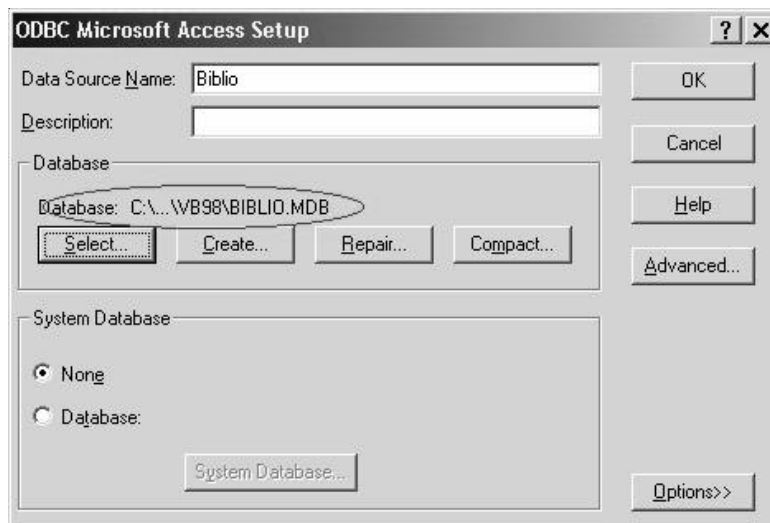 ODBC Microsoft Access Setup
Data Source Name: Biblio
Description:
Database
Database: C:\...\VB98\BIBLIO.MDB
Select... Create... Repair... Compact...
System Database
None
Database:
System Database...
OK
Cancel
Help
Advanced...
Options>>